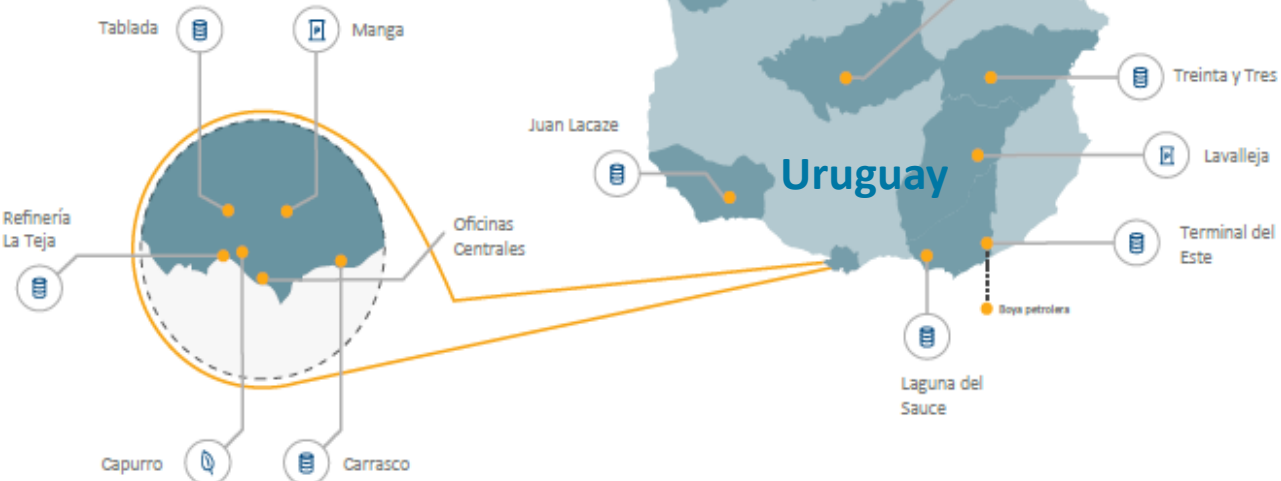 Tablada
Manga
Treinta y Tres
Juan Lacaze
Lavalleja
Uruguay
Refinería
La Teja
Oficinas
Centrales
Terminal del
Este
Boya petrolera
Laguna del
Sauce
Capurro
Carrasco